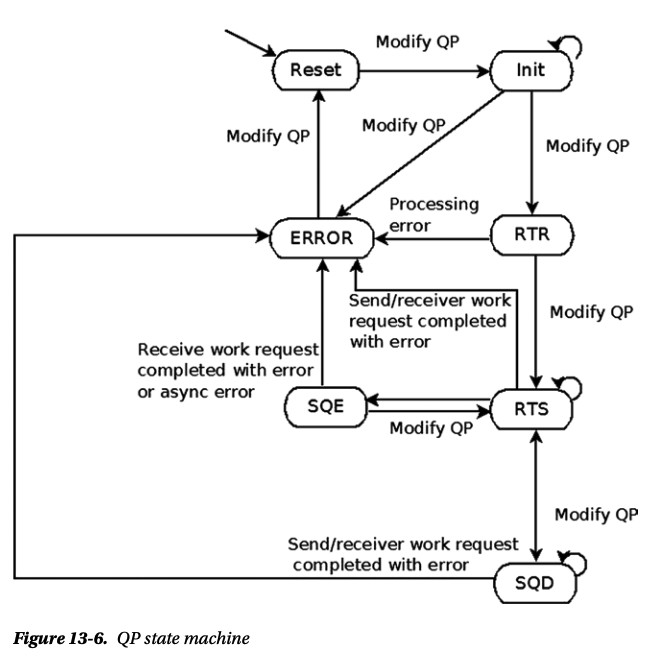 Modify QP
Reset
Init
Modify QP
Modify QP
Modify QP
Processing
error
ERROR
RTR
Send/receiver work
request completed
with error
Modify QP
Receive work request
completed with error
or async error
SQE
RTS
Modify QP
Modify QP
Send/receiver work request
completed with error
SQD
Figure 13-6. QP state machine